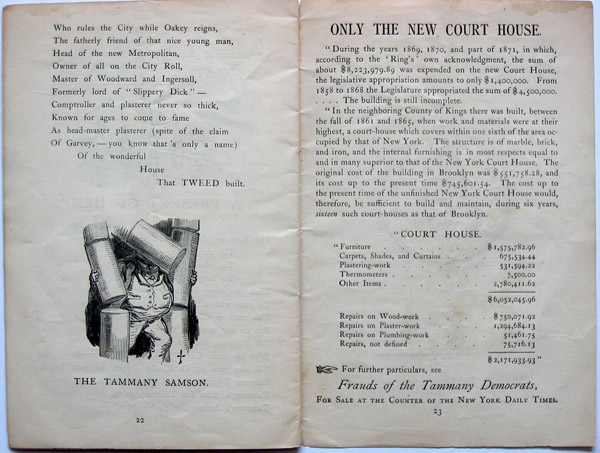 Who rules the City while Oakey reigns,
The fatherly friend of that nice young man,
Head of the new Metropolitan,
Owner of all on the City Roll,
Master of Woodward and Ingersoll,
Formerly lord of "Slippery Dick"—
Comptroller and plasterer never so thick,
Known for ages to come to fame
As head-master plasterer (spite of the claim
Of Garvey,—you know that's only a name)
Of the wonderful
House
That TWEED built.
THE TAMMANY SAMSON.
22
ONLY THE NEW COURT HOUSE.
"During the years 1869, 1870, and part of 1871, in which,
according to the 'Ring's' own acknowledgment, the sum of
about $8,223,979.89 was expended on the new Court House,
the legislative appropriation amounts to only $1,400,000. From
1858 to 1868 the Legislature appropriated the sum of $4,500,000.
. . . . The building is still incomplete.
"In the neighboring County of Kings there was built, between
the fall of 1861 and 1865, when work and materials were at their
highest, a court-house which covers within one sixth of the area oc-
cupied by that of New York. The structure is of marble, brick,
and iron, and the internal furnishing is in most respects equal to
and in many superior to that of the New York Court House. The
original cost of the building in Brooklyn was $551,758.28, and
its cost up to the present time $745,601.54. The cost up to
the present time of the unfinished New York Court House would,
therefore, be sufficient to build and maintain, during six years,
sixteen such court-houses as that of Brooklyn.
"COURT HOUSE.
"Furniture . . . . . . $1,575,782.96
Carpets, Shades, and Curtains . . . 675,534.44
Plastering-work . . . . . 531,594.22
Thermometers . . . . . 7,500.00
Other Items . . . . . . 2,780,411.62
$6,052,045.96
Repairs on Wood-work . . . . $750,071.92
Repairs on Plaster-work . . . . 1,294,684.13
Repairs on Plumbing-work . . . 51,461.75
Repairs, not defined . . . . 75,716.13
$2,171,933.93"
☞ For further particulars, see
Frauds of the Tammany Democrats,
FOR SALE AT THE COUNTER OF THE NEW YORK DAILY TIMES.
23